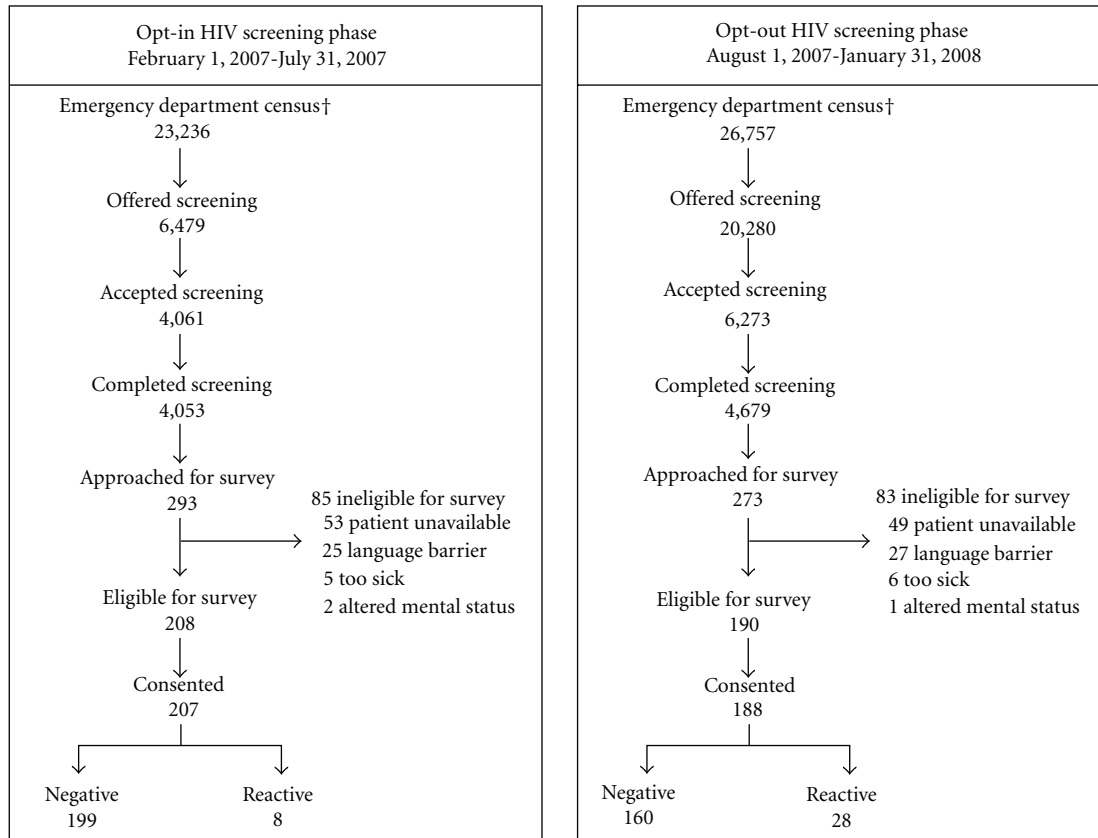 Opt-in HIV screening phase
February 1, 2007-July 31, 2007
Emergency department census†
23,236
Offered screening
6,479
Accepted screening
4,061
Completed screening
4,053
Approached for survey
293
85 ineligible for survey
53 patient unavailable
25 language barrier
5 too sick
2 altered mental status
Eligible for survey
208
Consented
207
Negative
199
Reactive
8
Opt-out HIV screening phase
August 1, 2007-January 31, 2008
Emergency department census†
26,757
Offered screening
20,280
Accepted screening
6,273
Completed screening
4,679
Approached for survey
273
83 ineligible for survey
49 patient unavailable
27 language barrier
6 too sick
1 altered mental status
Eligible for survey
190
Consented
188
Negative
160
Reactive
28